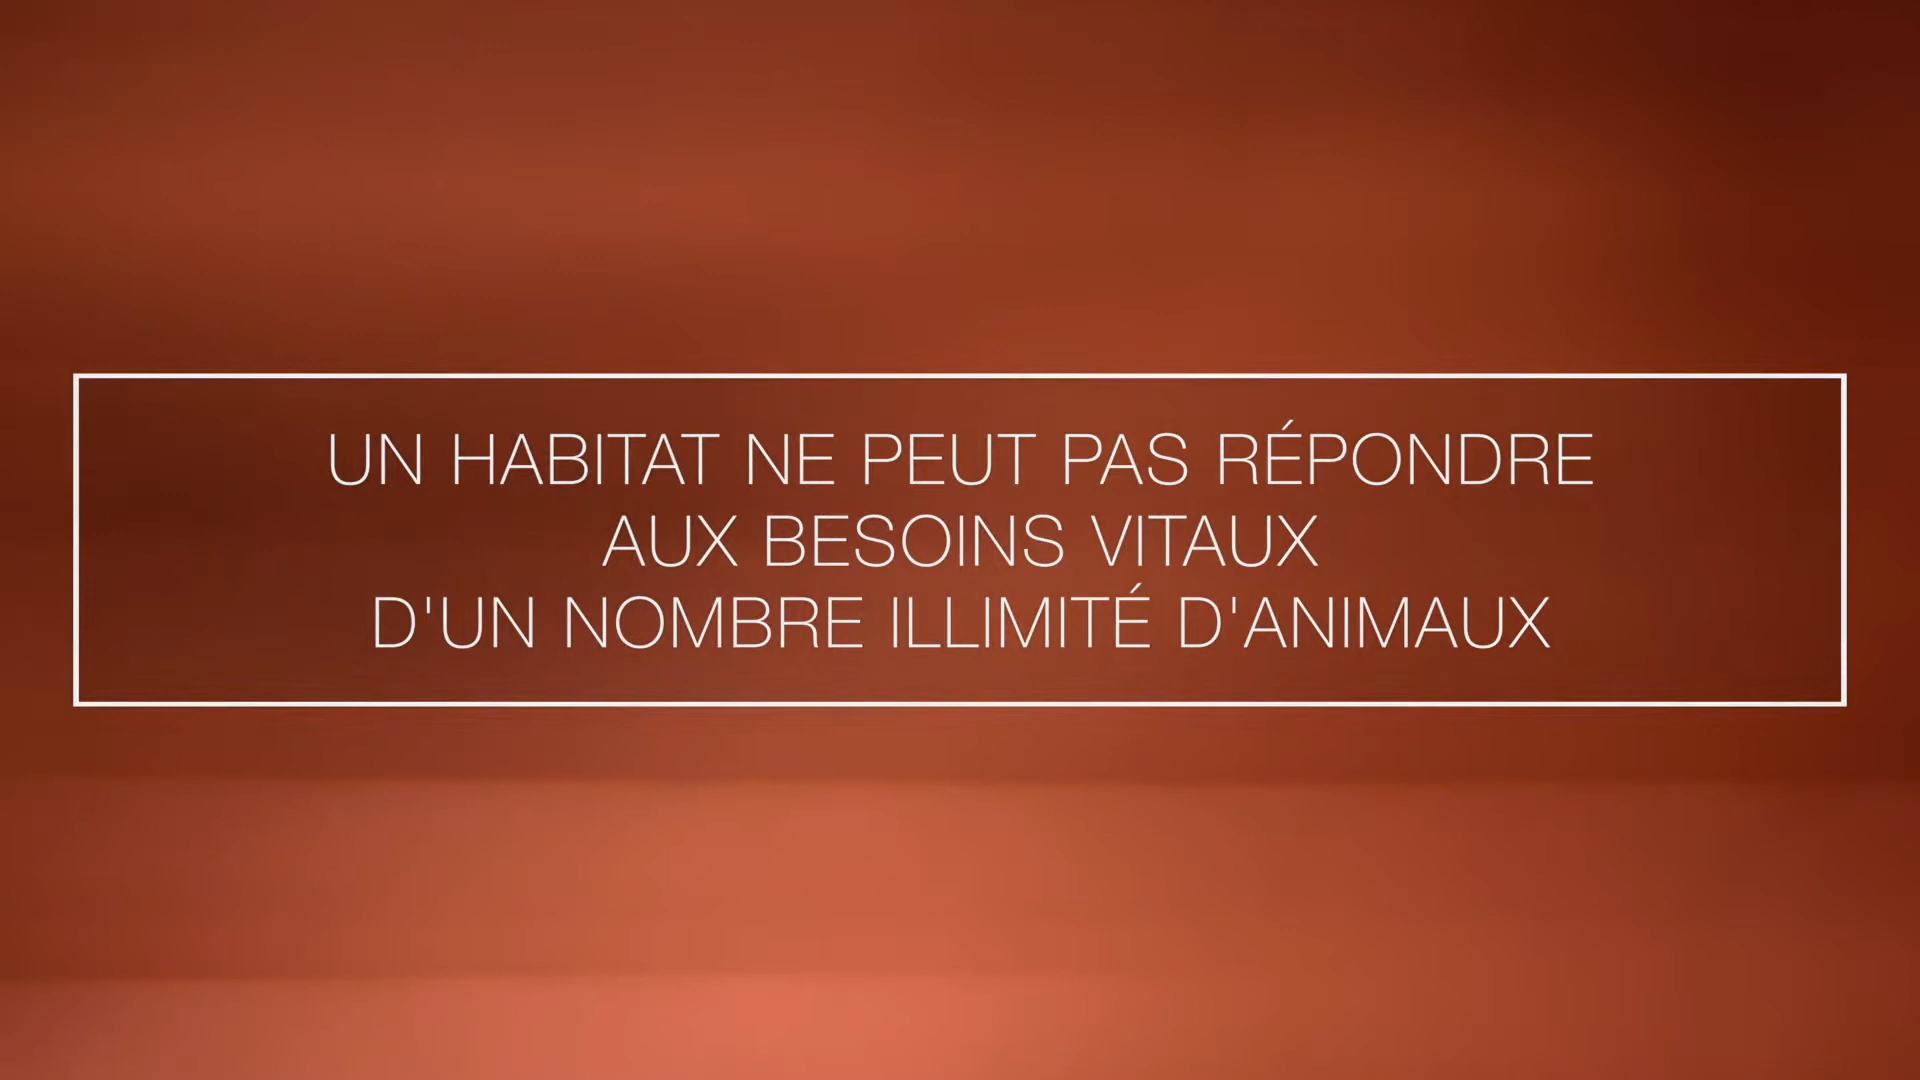 UN HABITAT NE PEUT PAS RÉPONDRE
AUX BESOINS VITAUX
D'UN NOMBRE ILLIMITÉ D'ANIMAUX